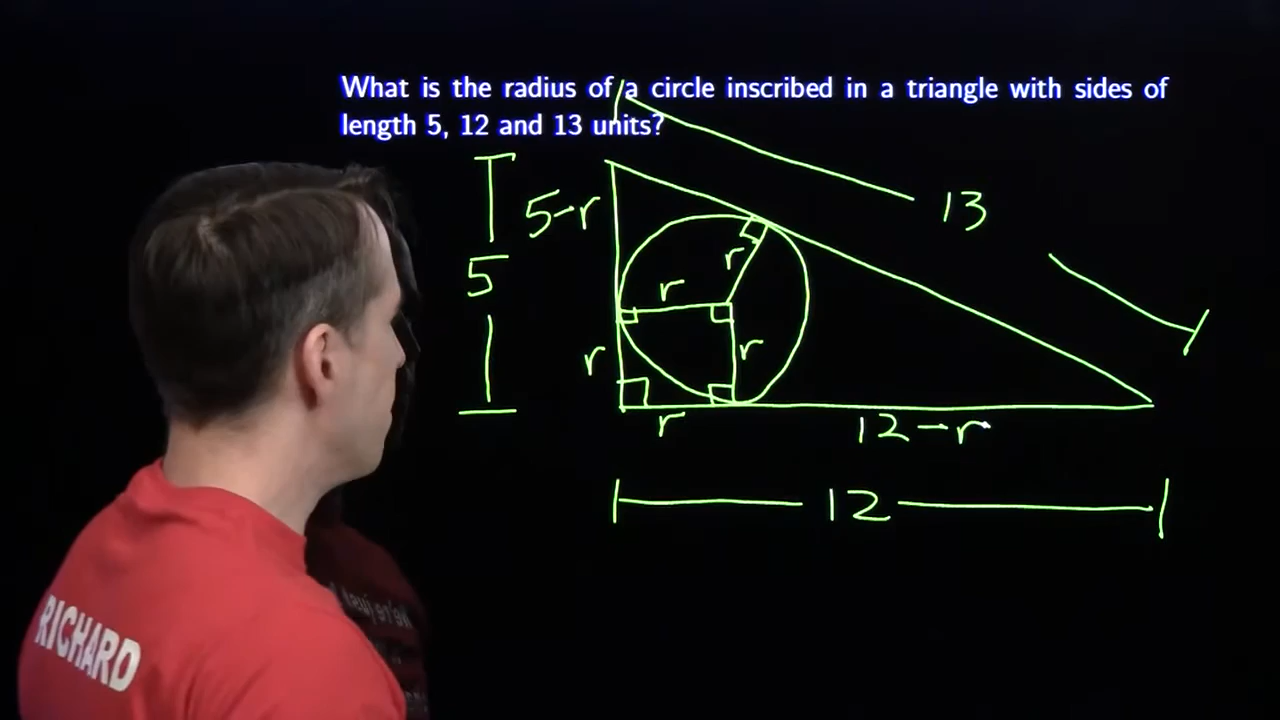 What is the radius of a circle inscribed in a triangle with sides of
length 5, 12 and 13 units?
13
5-r
r
r
5
r
r
r
12-r
12
RICHARD